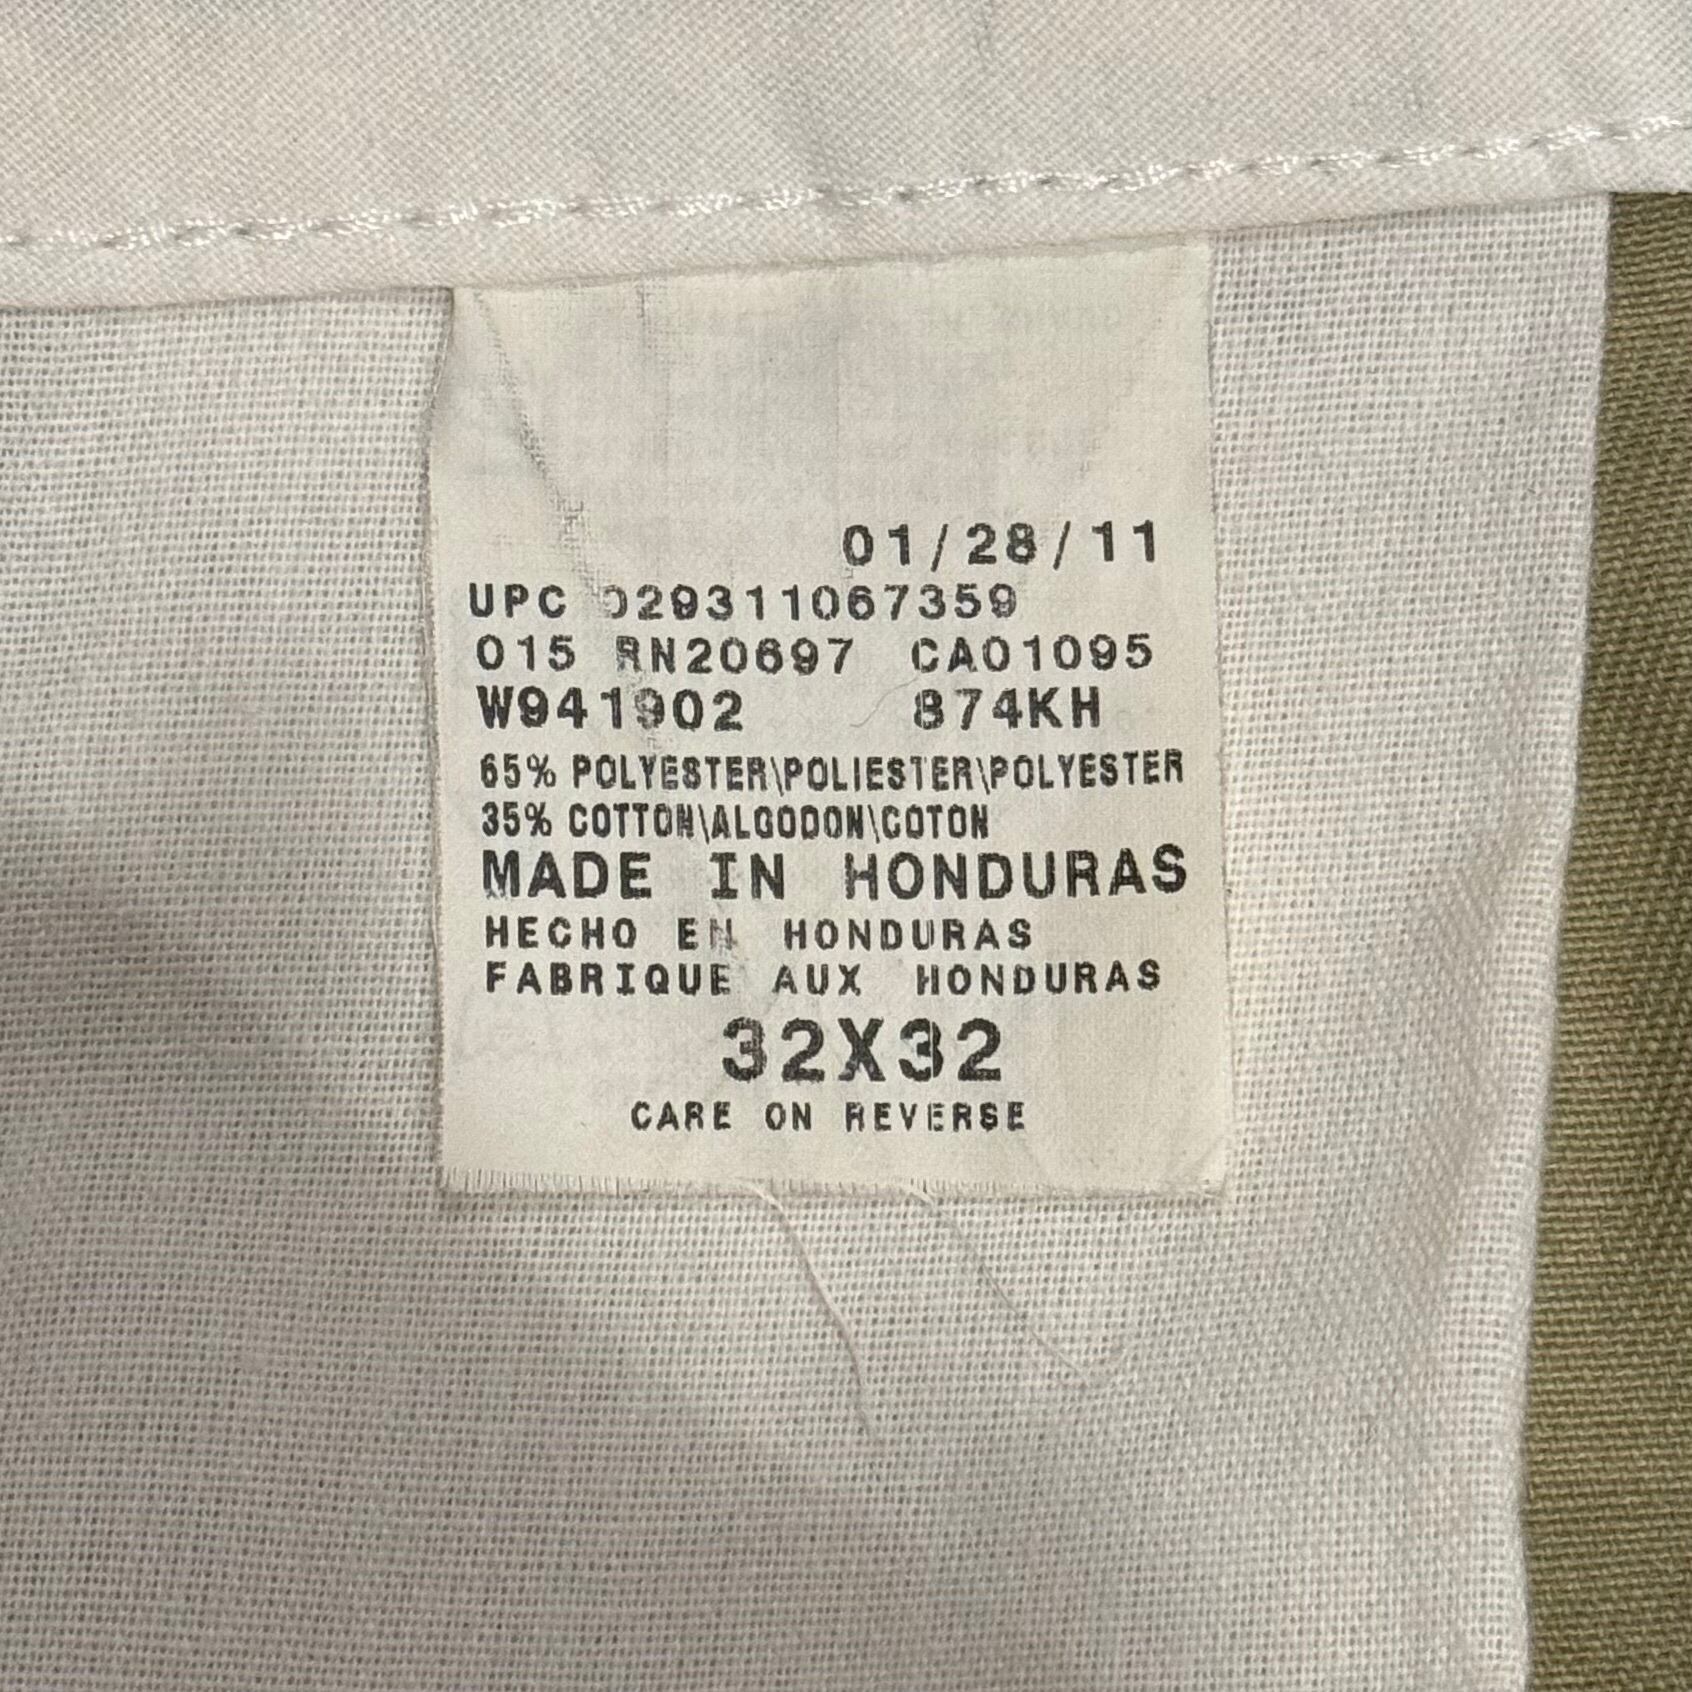 01/28/11
UPC 029311067359
015 RN20697 CA01095
W941902 874KH
65% POLYESTER\POLIESTER\POLYESTER
35% COTTON\ALGODON\COTON
MADE IN HONDURAS
HECHO EN HONDURAS
FABRIQUE AUX HONDURAS
32X32
CARE ON REVERSE